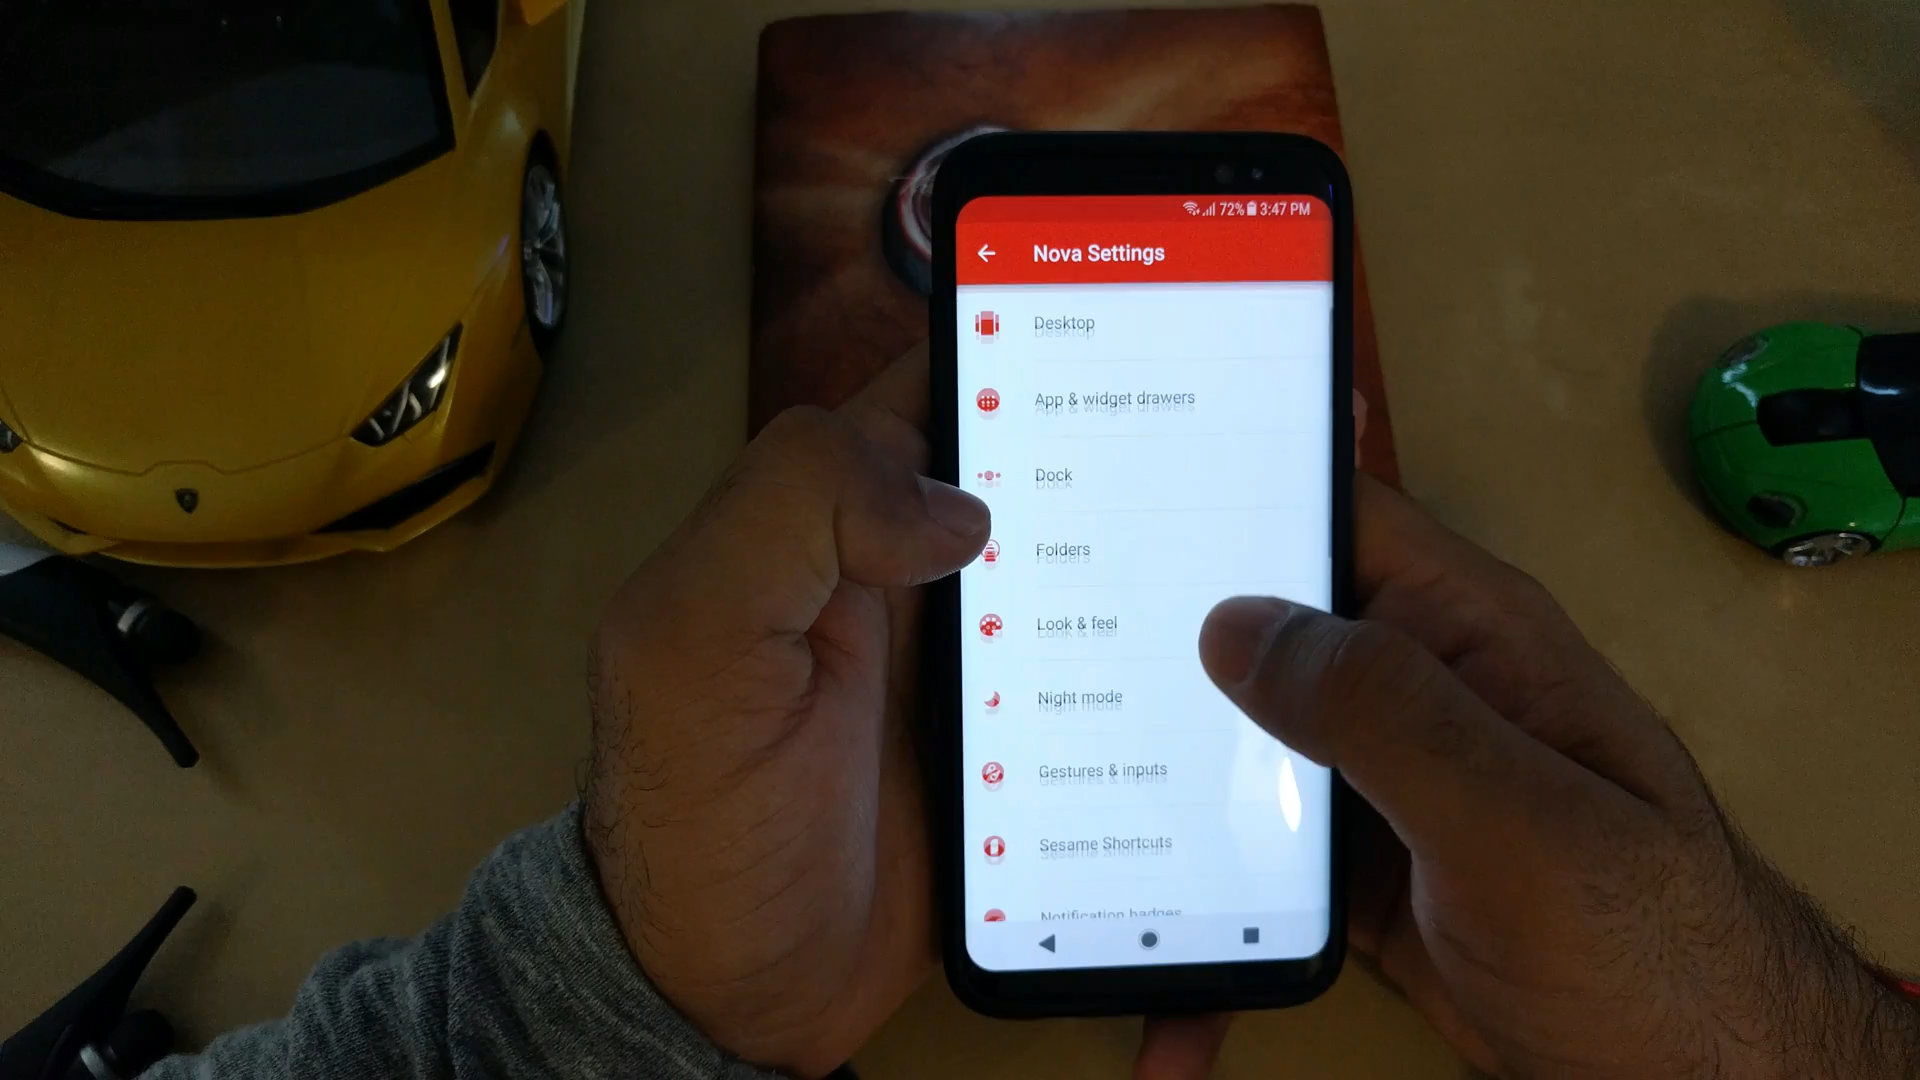 72% 3:47 PM
Nova Settings
Desktop
App & widget drawers
Dock
Folders
Look & feel
Night mode
Gestures & inputs
Sesame Shortcuts
Notification badges